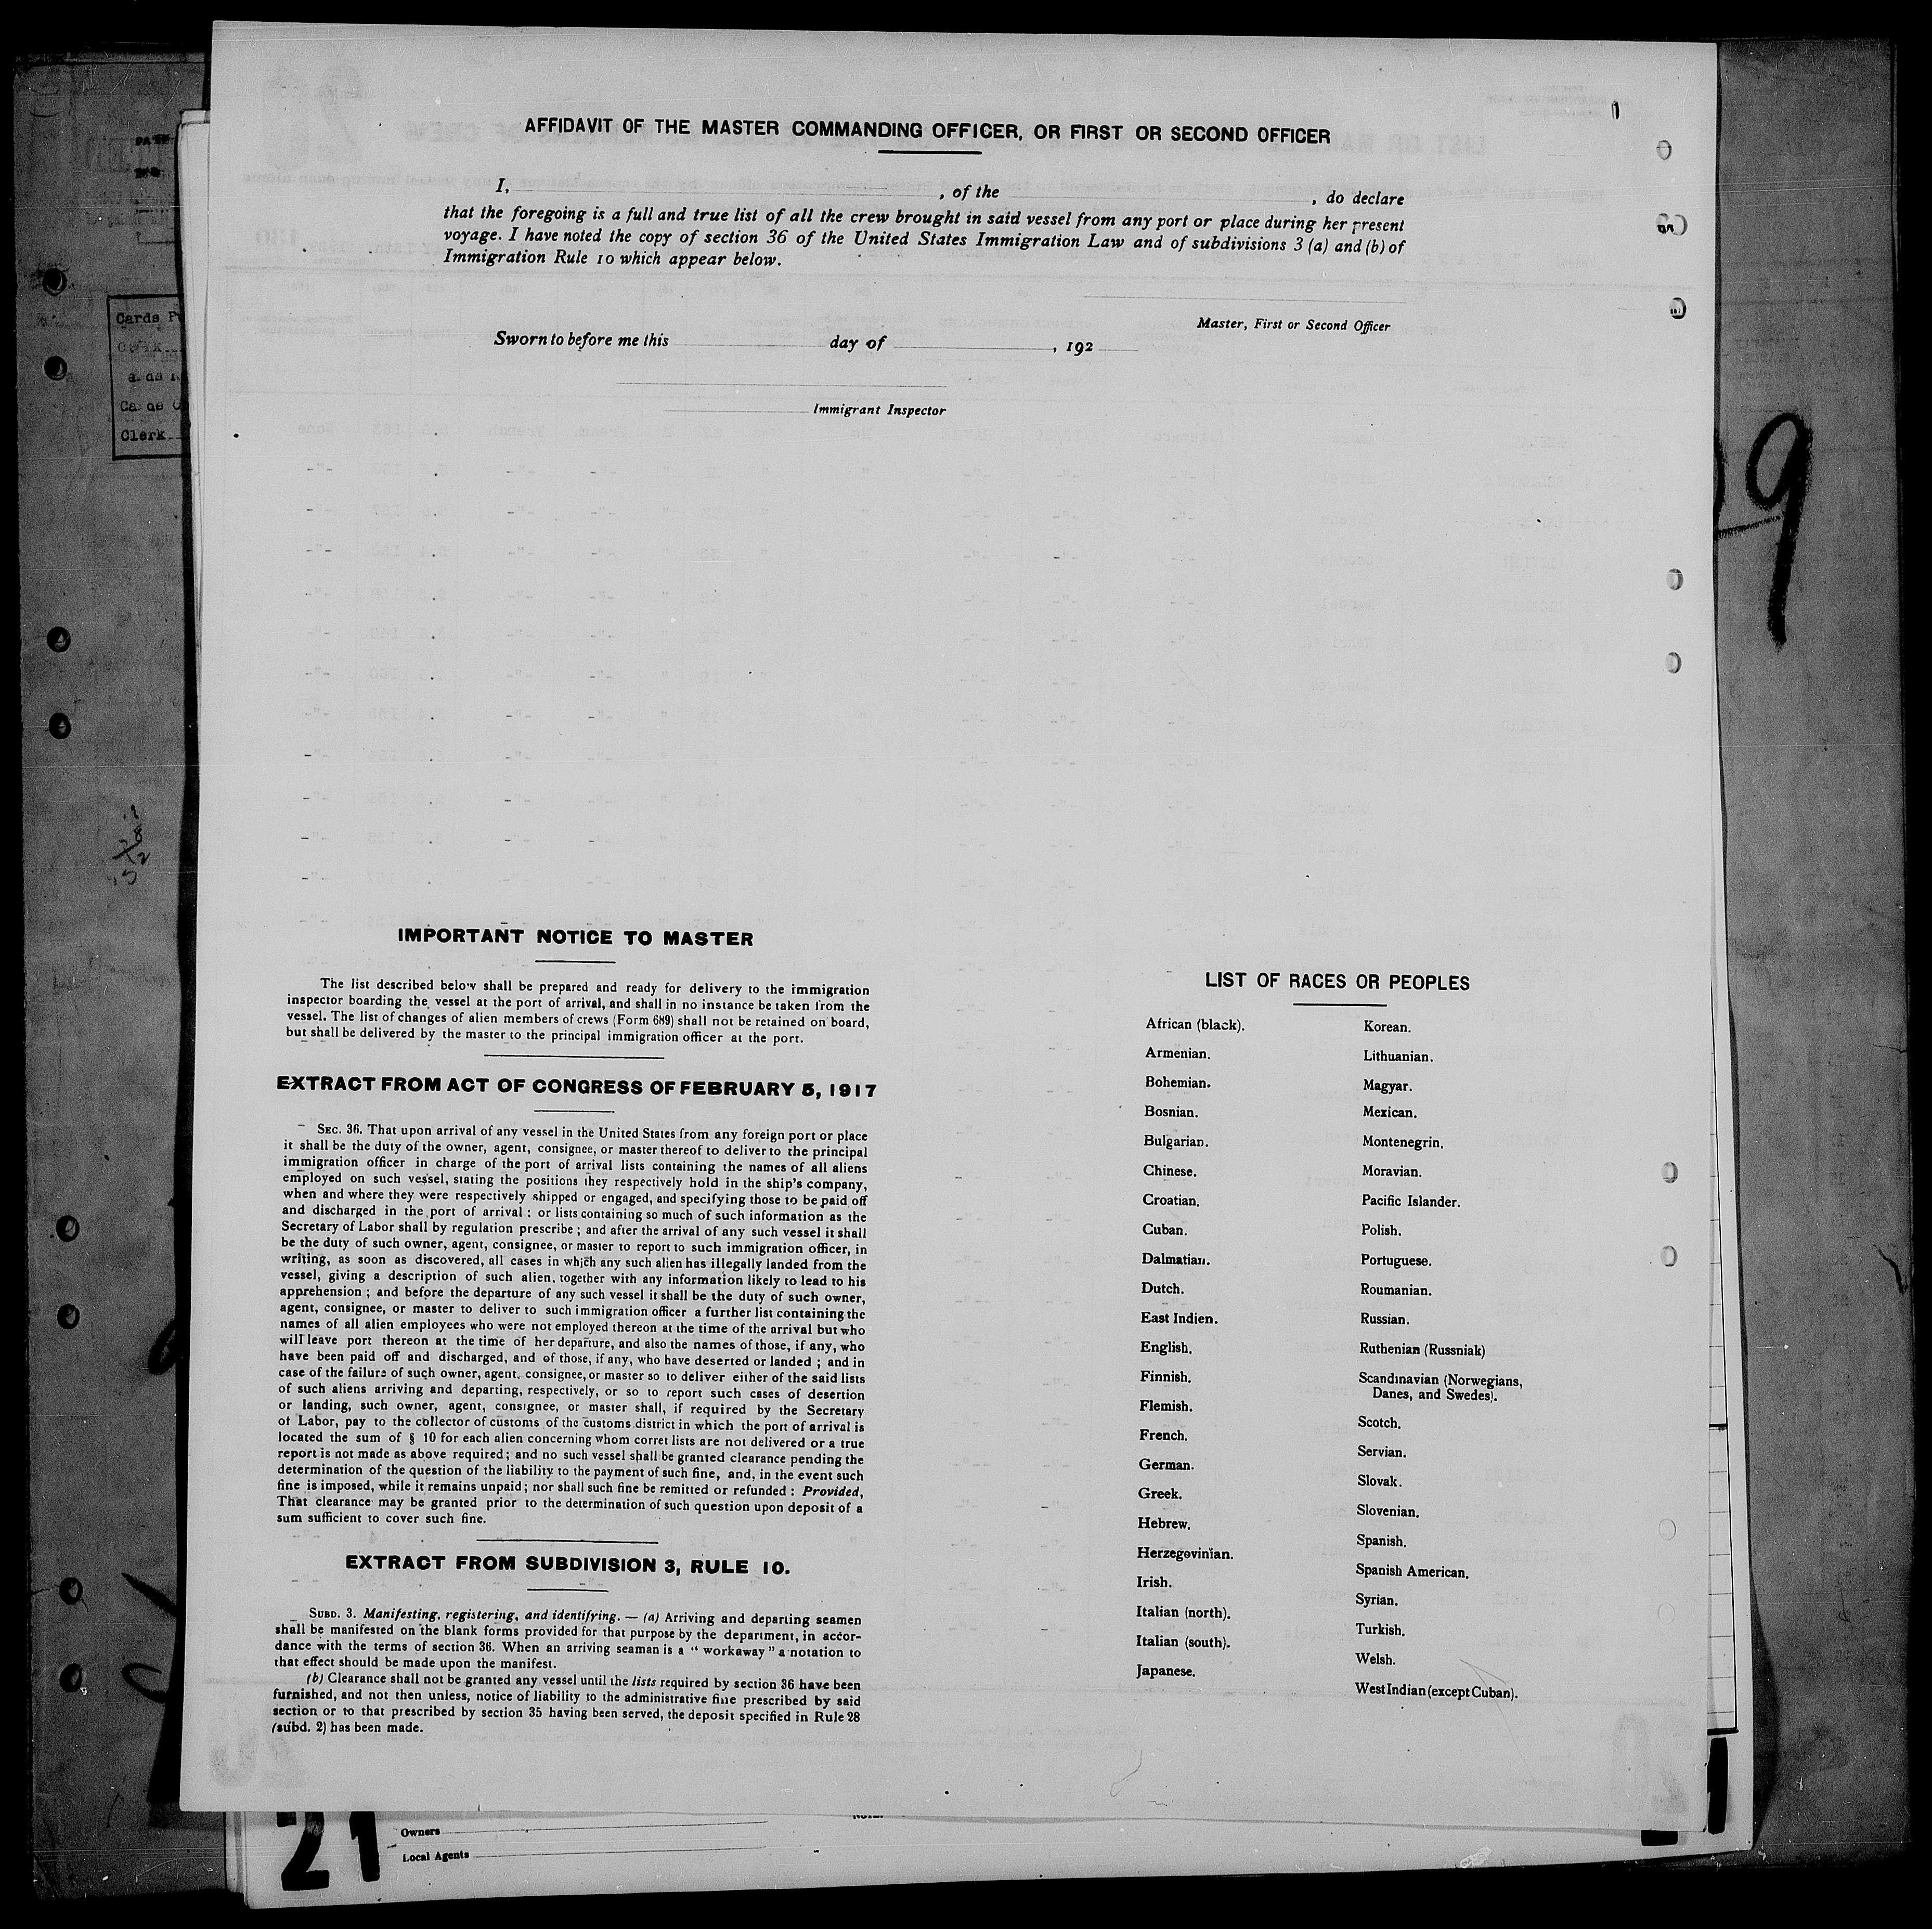 AFFIDAVIT OF THE MASTER COMMANDING OFFICER, OR FIRST OR SECOND OFFICER
I, , of the , do declare
that the foregoing is a full and true list of all the crew brought in said vessel from any port or place during her present
voyage. I have noted the copy of section 36 of the United States Immigration Law and of subdivisions 3 (a) and (b) of
Immigration Rule 10 which appear below.
Master, First or Second Officer
Sworn to before me this day of , 192
Immigrant Inspector
Cards
Clerk
9
IMPORTANT NOTICE TO MASTER
The list described below shall be prepared and ready for delivery to the immigration
inspector boarding the vessel at the port of arrival, and shall in no instance be taken from the
vessel. The list of changes of alien members of crews (Form 689) shall not be retained on board,
but shall be delivered by the master to the principal immigration officer at the port.
EXTRACT FROM ACT OF CONGRESS OF FEBRUARY 5, 1917
SEC. 36. That upon arrival of any vessel in the United States from any foreign port or place
it shall be the duty of the owner, agent, consignee, or master thereof to deliver to the principal
immigration officer in charge of the port of arrival lists containing the names of all aliens
employed on such vessel, stating the positions they respectively hold in the ship's company,
when and where they were respectively shipped or engaged, and specifying those to be paid off
and discharged in the port of arrival ; or lists containing so much of such information as the
Secretary of Labor shall by regulation prescribe ; and after the arrival of any such vessel it shall
be the duty of such owner, agent, consignee, or master to report to such immigration officer, in
writing, as soon as discovered, all cases in which any such alien has illegally landed from the
vessel, giving a description of such alien, together with any information likely to lead to his
apprehension ; and before the departure of any such vessel it shall be the duty of such owner,
agent, consignee, or master to deliver to such immigration officer a further list containing the
names of all alien employees who were not employed thereon at the time of the arrival but who
will leave port thereon at the time of her departure, and also the names of those, if any, who
have been paid off and discharged, and of those, if any, who have deserted or landed ; and in
case of the failure of such owner, agent, consignee, or master so to deliver either of the said lists
of such aliens arriving and departing, respectively, or so to report such cases of desertion
or landing, such owner, agent, consignee, or master shall, if required by the Secretary
of Labor, pay to the collector of customs of the customs district in which the port of arrival is
located the sum of § 10 for each alien concerning whom corret lists are not delivered or a true
report is not made as above required ; and no such vessel shall be granted clearance pending the
determination of the question of the liability to the payment of such fine, and, in the event such
fine is imposed, while it remains unpaid ; nor shall such fine be remitted or refunded : Provided,
That clearance may be granted prior to the determination of such question upon deposit of a
sum sufficient to cover such fine.
EXTRACT FROM SUBDIVISION 3, RULE 10.
SUBD. 3. Manifesting, registering, and identifying. — (a) Arriving and departing seamen
shall be manifested on the blank forms provided for that purpose by the department, in accor-
dance with the terms of section 36. When an arriving seaman is a " workaway " a notation to
that effect should be made upon the manifest.
(b) Clearance shall not be granted any vessel until the lists required by section 36 have been
furnished, and not then unless, notice of liability to the administrative fine prescribed by said
section or to that prescribed by section 35 having been served, the deposit specified in Rule 28
(subd. 2) has been made.
LIST OF RACES OR PEOPLES
African (black).
Armenian.
Bohemian.
Bosnian.
Bulgarian.
Chinese.
Croatian.
Cuban.
Dalmatian.
Dutch.
East Indien.
English.
Finnish.
Flemish.
French.
German.
Greek.
Hebrew.
Herzegovinian.
Irish.
Italian (north).
Italian (south).
Japanese.
Korean.
Lithuanian.
Magyar.
Mexican.
Montenegrin.
Moravian.
Pacific Islander.
Polish.
Portuguese.
Roumanian.
Russian.
Ruthenian (Russniak)
Scandinavian (Norwegians,
Danes, and Swedes).
Scotch.
Servian.
Slovak.
Slovenian.
Spanish.
Spanish American.
Syrian.
Turkish.
Welsh.
West Indian (except Cuban).
21
Owners
Local Agents